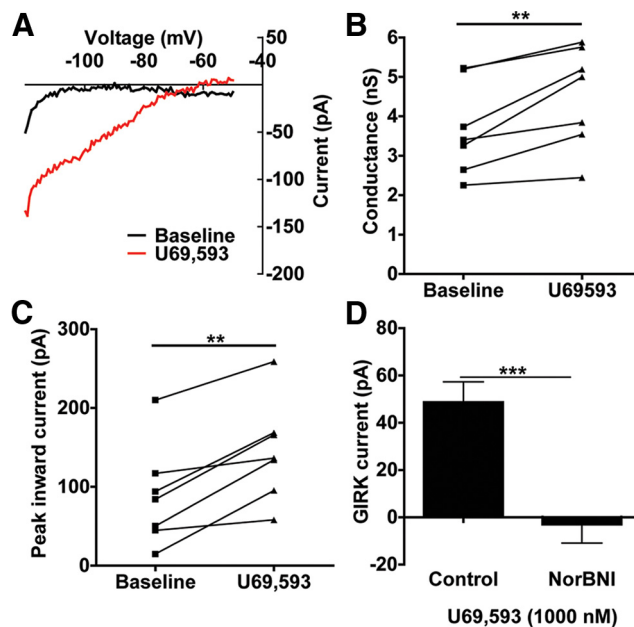 A
Voltage (mV)
-100 -80 -60 -40
50
-50
-100
-150
-200
Current (pA)
Baseline
U69,593
B
**
Conductance (nS)
6
5
4
3
2
1
0
Baseline U69593
C
**
Peak inward current (pA)
300
200
100
0
Baseline U69,593
D
***
GIRK current (pA)
80
60
40
20
0
-20
Control NorBNI
U69,593 (1000 nM)